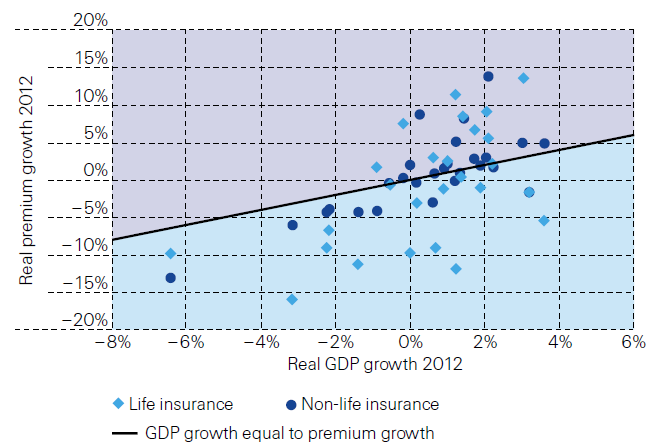 20%
15%
10%
5%
0%
−5%
−10%
−15%
−20%
Real premium growth 2012
−8% −6% −4% −2% 0% 2% 4% 6%
Real GDP growth 2012
Life insurance Non-life insurance
GDP growth equal to premium growth